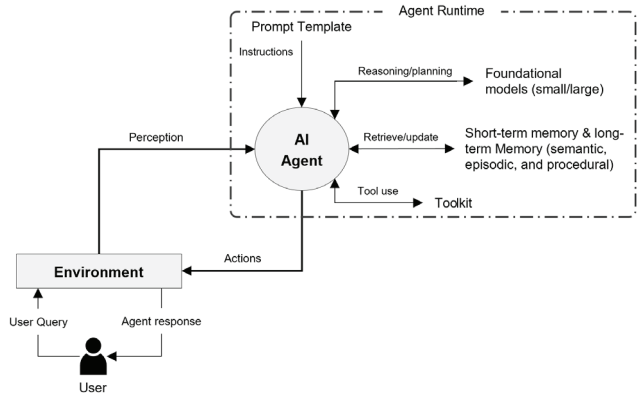 Agent Runtime
Prompt Template
Instructions
Reasoning/planning
Foundational
models (small/large)
Perception
AI
Agent
Retrieve/update
Short-term memory & long-
term Memory (semantic,
episodic, and procedural)
Tool use
Toolkit
Actions
Environment
User Query
Agent response
User